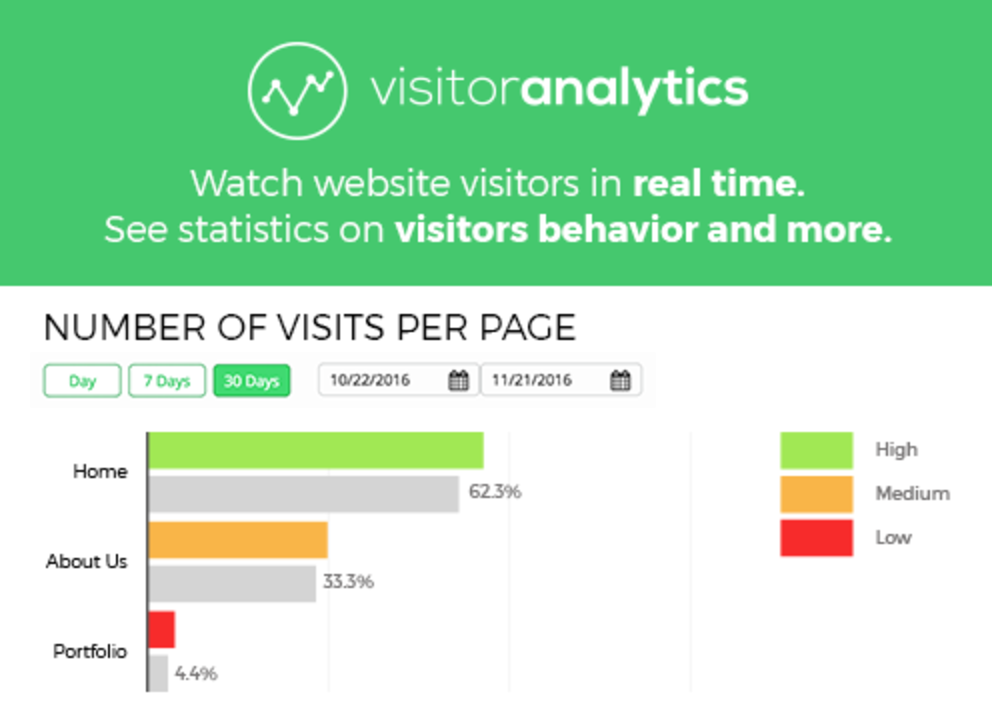 visitoranalytics
Watch website visitors in real time.
See statistics on visitors behavior and more.
NUMBER OF VISITS PER PAGE
Day 7 Days 30 Days 10/22/2016 11/21/2016
Home
62.3%
About Us
33.3%
Portfolio
4.4%
High
Medium
Low